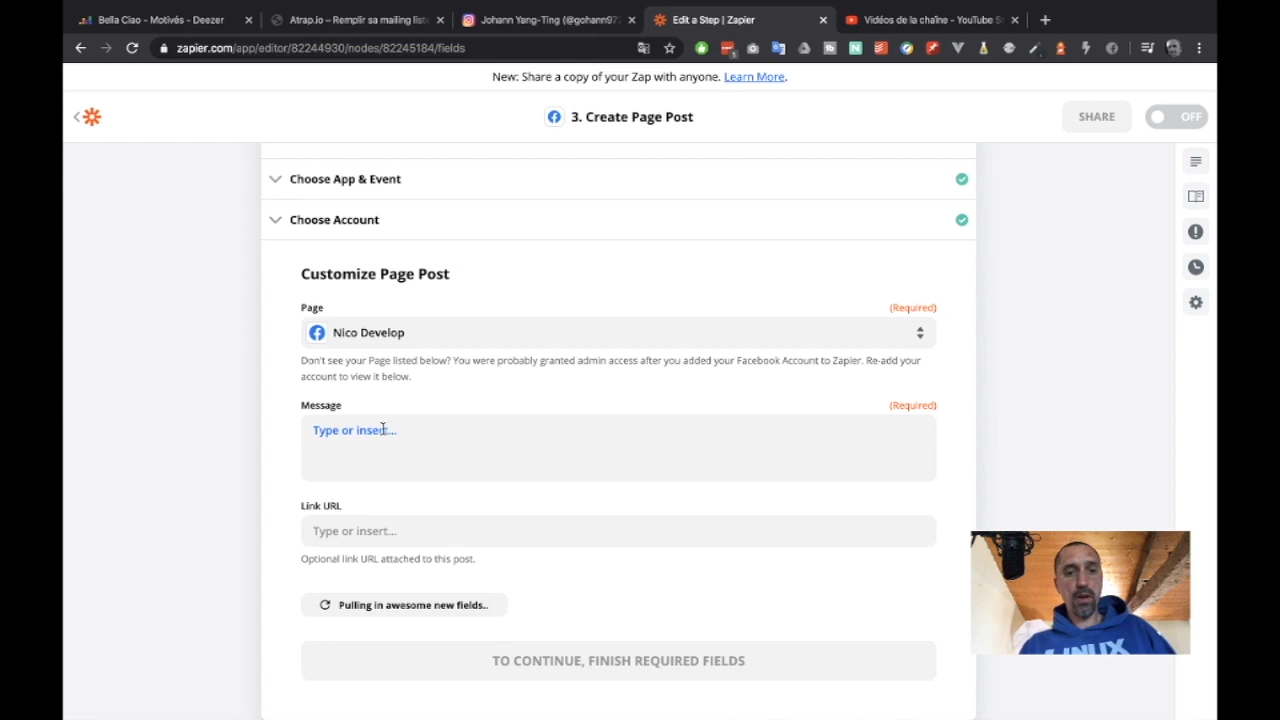 Bella Ciao - Motivés - Deezer
Atrap.io – Remplir sa mailing liste
Johann Yang-Ting (@gohann972
Edit a Step | Zapier
Vidéos de la chaîne - YouTube S
zapier.com/app/editor/82244930/nodes/82245184/fields
New: Share a copy of your Zap with anyone. Learn More.
3. Create Page Post
SHARE
OFF
Choose App & Event
Choose Account
Customize Page Post
Page
(Required)
Nico Develop
Don't see your Page listed below? You were probably granted admin access after you added your Facebook Account to Zapier. Re-add your
account to view it below.
Message
(Required)
Type or insert...
Link URL
Type or insert...
Optional link URL attached to this post.
Pulling in awesome new fields..
TO CONTINUE, FINISH REQUIRED FIELDS
LINUX